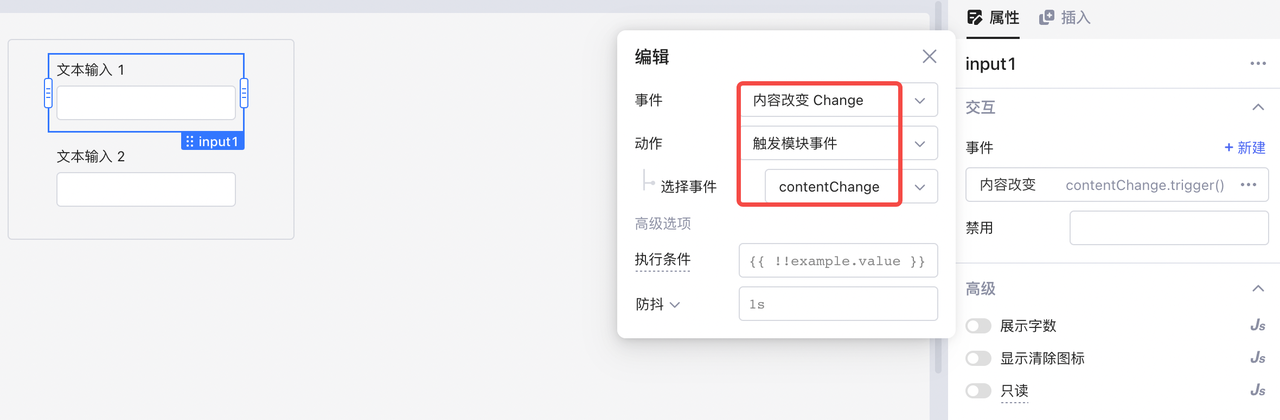 文本输入 1
input1
文本输入 2
编辑
事件 内容改变 Change
动作 触发模块事件
选择事件 contentChange
高级选项
执行条件 {{ !!example.value }}
防抖 1s
属性 插入
input1
交互
事件 + 新建
内容改变 contentChange.trigger()
禁用
高级
展示字数 Js
显示清除图标 Js
只读 Js